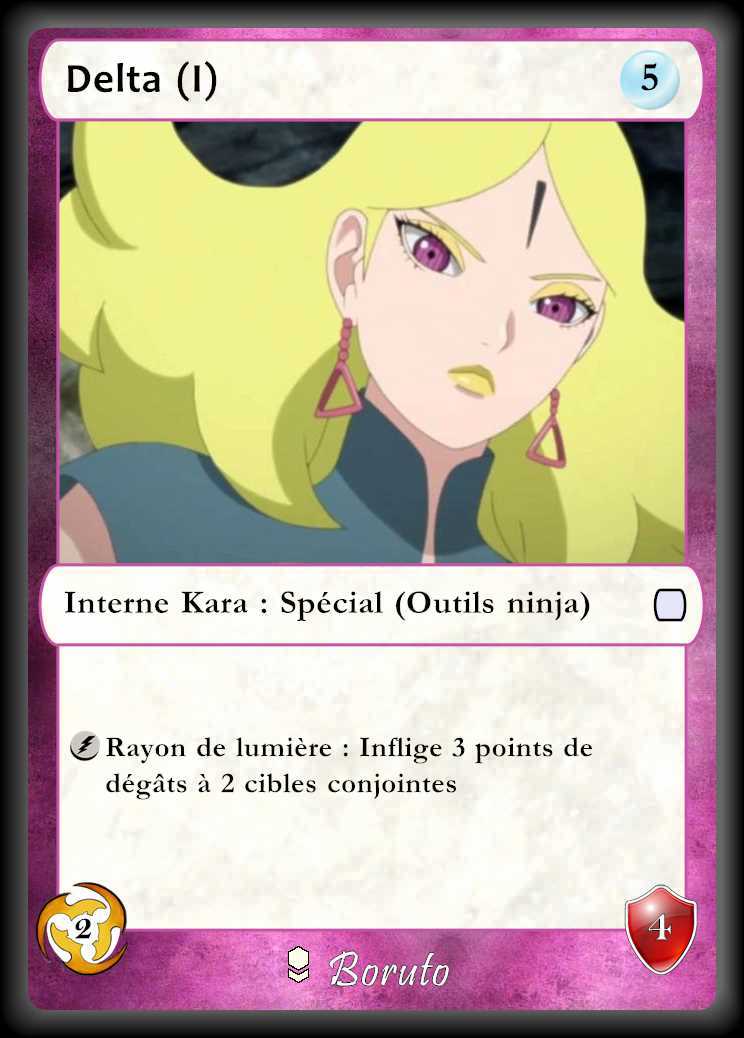 Delta (I)
5
Interne Kara : Spécial (Outils ninja)
Rayon de lumière : Inflige 3 points de
dégâts à 2 cibles conjointes
2
4
Boruto